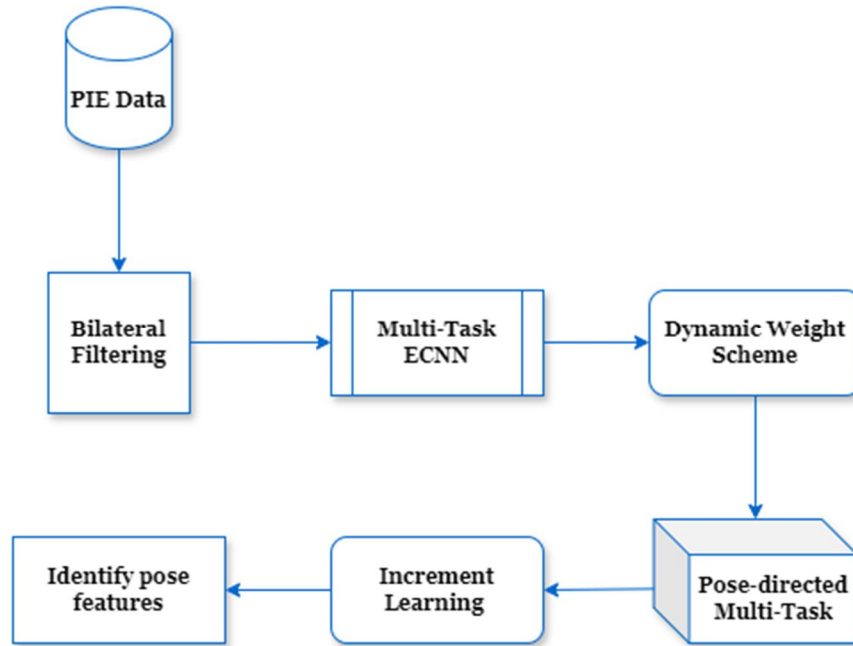 PIE Data
Bilateral
Filtering
Multi-Task
ECNN
Dynamic Weight
Scheme
Pose-directed
Multi-Task
Increment
Learning
Identify pose
features